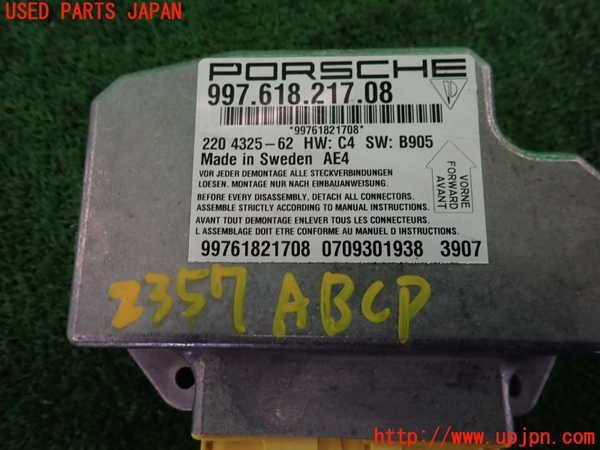 USED PARTS JAPAN
PORSCHE
997.618.217.08
*99761821708*
220 4325-62 HW: C4 SW: B905
Made in Sweden AE4
VOR JEDER DEMONTAGE ALLE STECKVERBINDUNGEN
LOESEN. MONTAGE NUR NACH EINBAUANWEISUNG.
BEFORE EVERY DISASSEMBLY, DETACH ALL CONNECTORS.
ASSEMBLE STRICTLY ACCORDING TO MANUAL INSTRUCTIONS.
AVANT TOUT DEMONTAGE ENLEVER TOUS LES CONNECTEURS.
L ASSEMBLAGE DOIT ETRE CONFORME AU MANUEL D INSTRUCTIONS.
VORNE
FORWARD
AVANT
99761821708 0709301938 3907
2357 ABCP
http://www.upjpn.com/